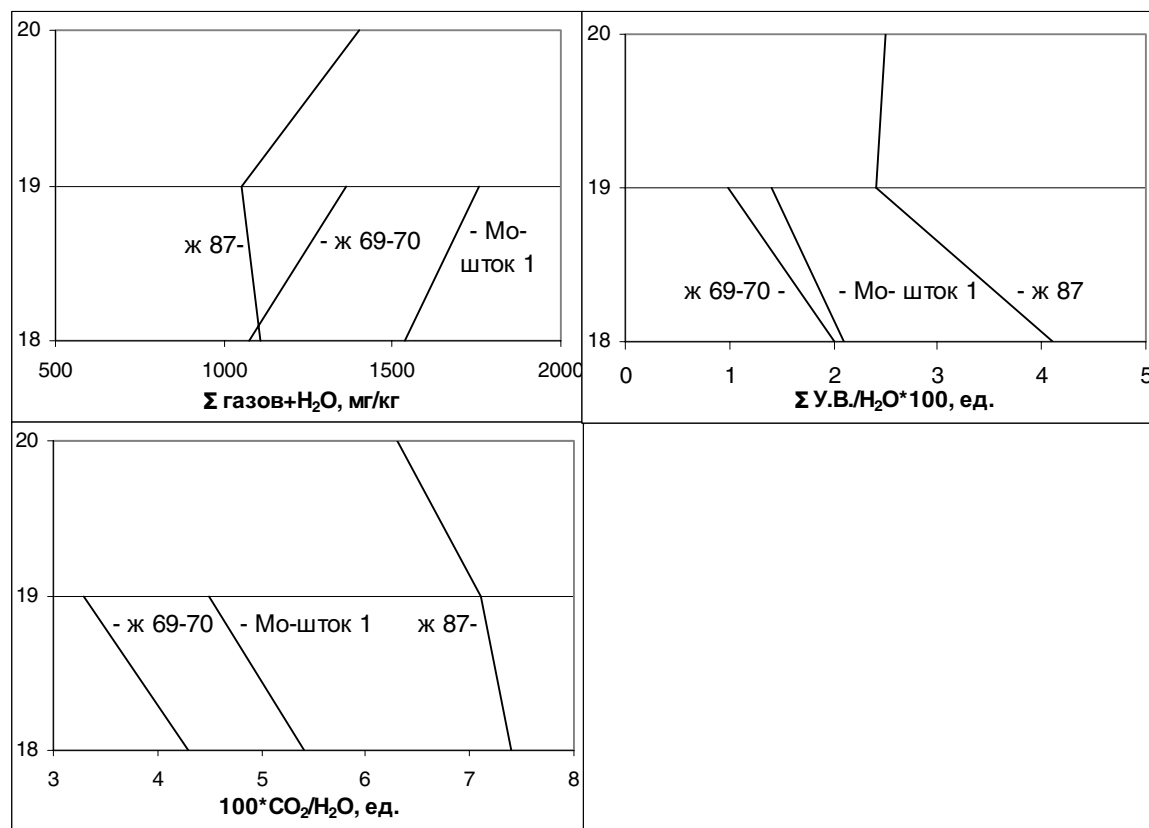 20
19
18
ж 87-
- ж 69-70
- Мо-
шток 1
500 1000 1500 2000
Σ газов+H₂O, мг/кг
20
19
18
ж 69-70 - - Мо- шток 1 - ж 87
0 1 2 3 4 5
Σ У.В./H₂O*100, ед.
20
19
18
- ж 69-70 - Мо-шток 1 ж 87-
3 4 5 6 7 8
100*CO₂/H₂O, ед.